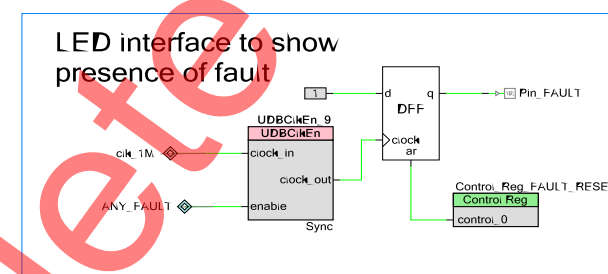 LED interface to show
presence of fault
1
d
q
DFF
clock
ar
Pin_FAULT
UDBClkEn_9
UDBClkEn
clk_1M
clock_in
clock_out
ANY_FAULT
enable
Sync
Control_Reg_FAULT_RESE
Control Reg
control_0
ete